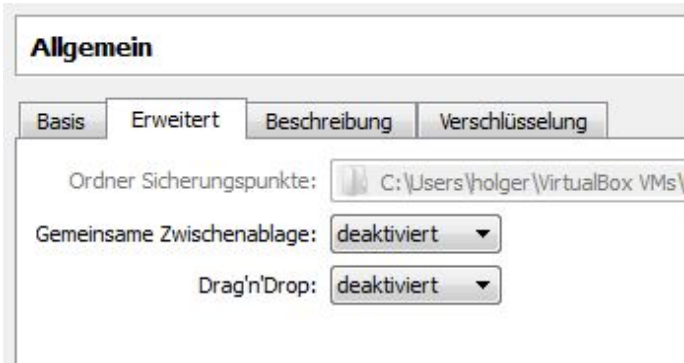 Allgemein
Basis Erweitert Beschreibung Verschlüsselung
Ordner Sicherungspunkte: C:\Users\holger\VirtualBox VMs\
Gemeinsame Zwischenablage: deaktiviert
Drag'n'Drop: deaktiviert